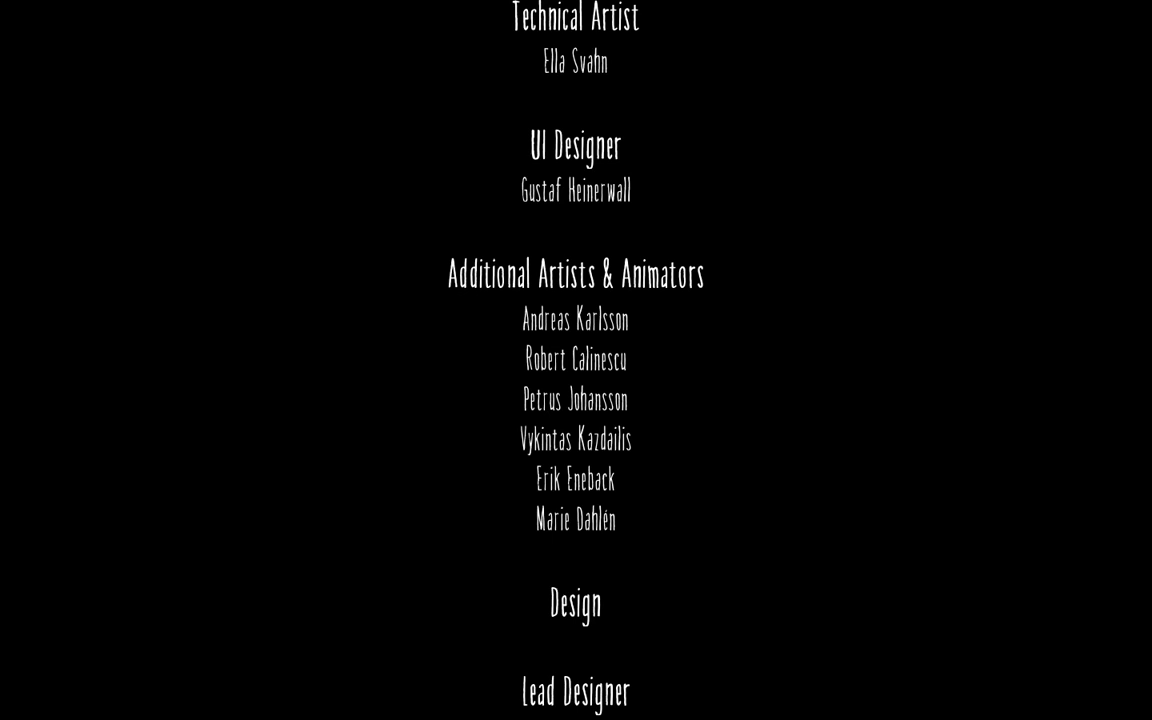 Technical Artist
Ella Svahn
UI Designer
Gustaf Heinerwall
Additional Artists & Animators
Andreas Karlsson
Robert Calinescu
Petrus Johansson
Vykintas Kazdailis
Erik Eneback
Marie Dahlén
Design
Lead Designer